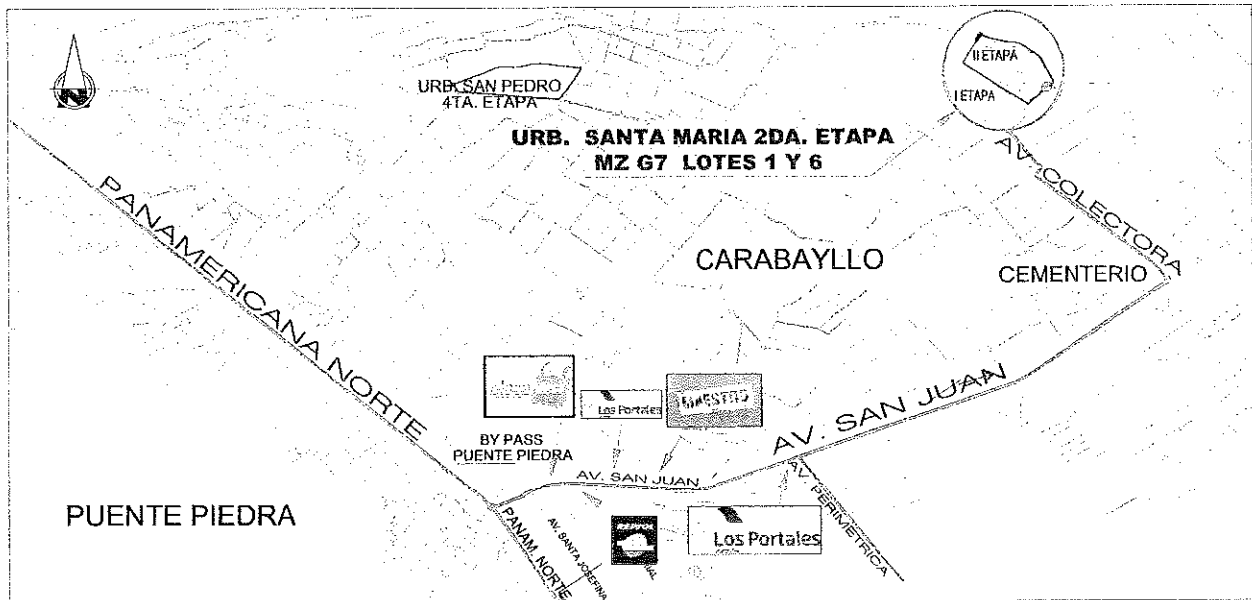 N
URB. SAN PEDRO
4TA. ETAPA
II ETAPA
I ETAPA
URB. SANTA MARIA 2DA. ETAPA
MZ G7 LOTES 1 Y 6
AV. COLECTORA
PANAMERICANA NORTE
CARABAYLLO
CEMENTERIO
Los Portales
MAESTRO
AV. SAN JUAN
BY PASS
PUENTE PIEDRA
AV. SAN JUAN
AV. PERIMETRICA
PUENTE PIEDRA
PANAM. NORTE
AV. SANTA JOSEFINA
REPSOL
Los Portales